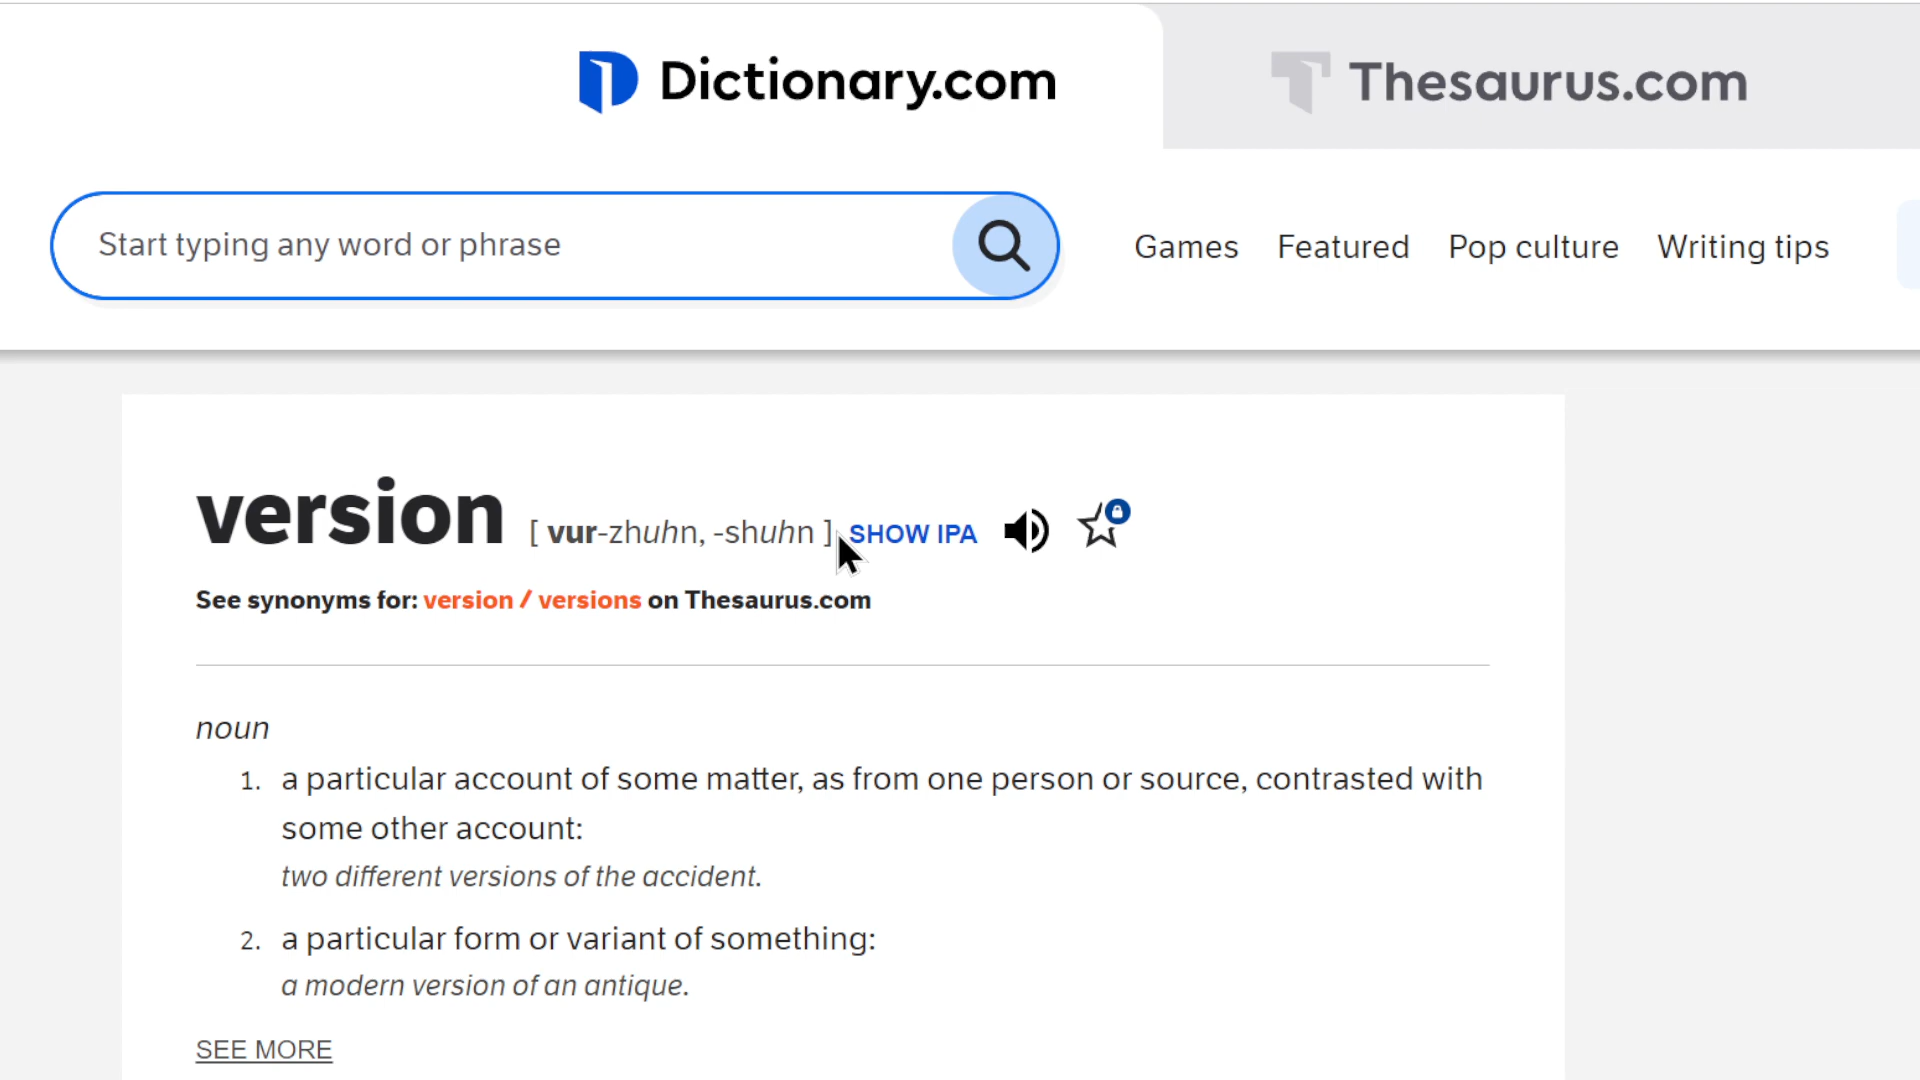 Dictionary.com
Thesaurus.com
Start typing any word or phrase
Games Featured Pop culture Writing tips
version [ vur-zhuhn, -shuhn ] SHOW IPA
See synonyms for: version / versions on Thesaurus.com
noun
1. a particular account of some matter, as from one person or source, contrasted with
some other account:
two different versions of the accident.
2. a particular form or variant of something:
a modern version of an antique.
SEE MORE